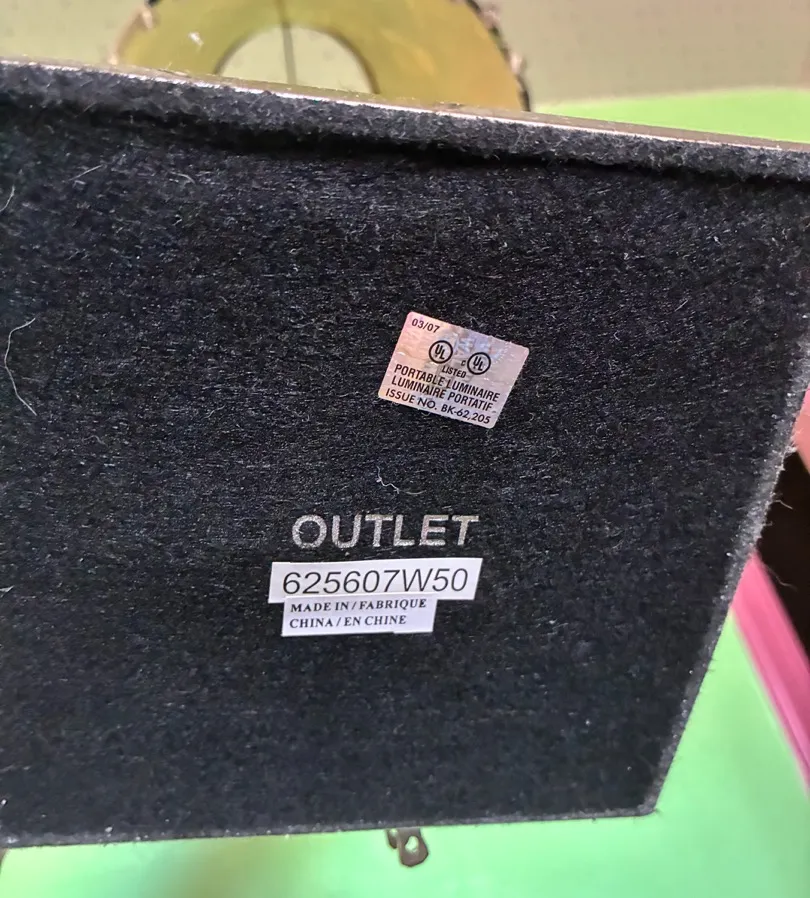 03/07
UL c UL
LISTED
PORTABLE LUMINAIRE
LUMINAIRE PORTATIF
ISSUE NO. BK-62,205
OUTLET
625607W50
MADE IN / FABRIQUE
CHINA / EN CHINE